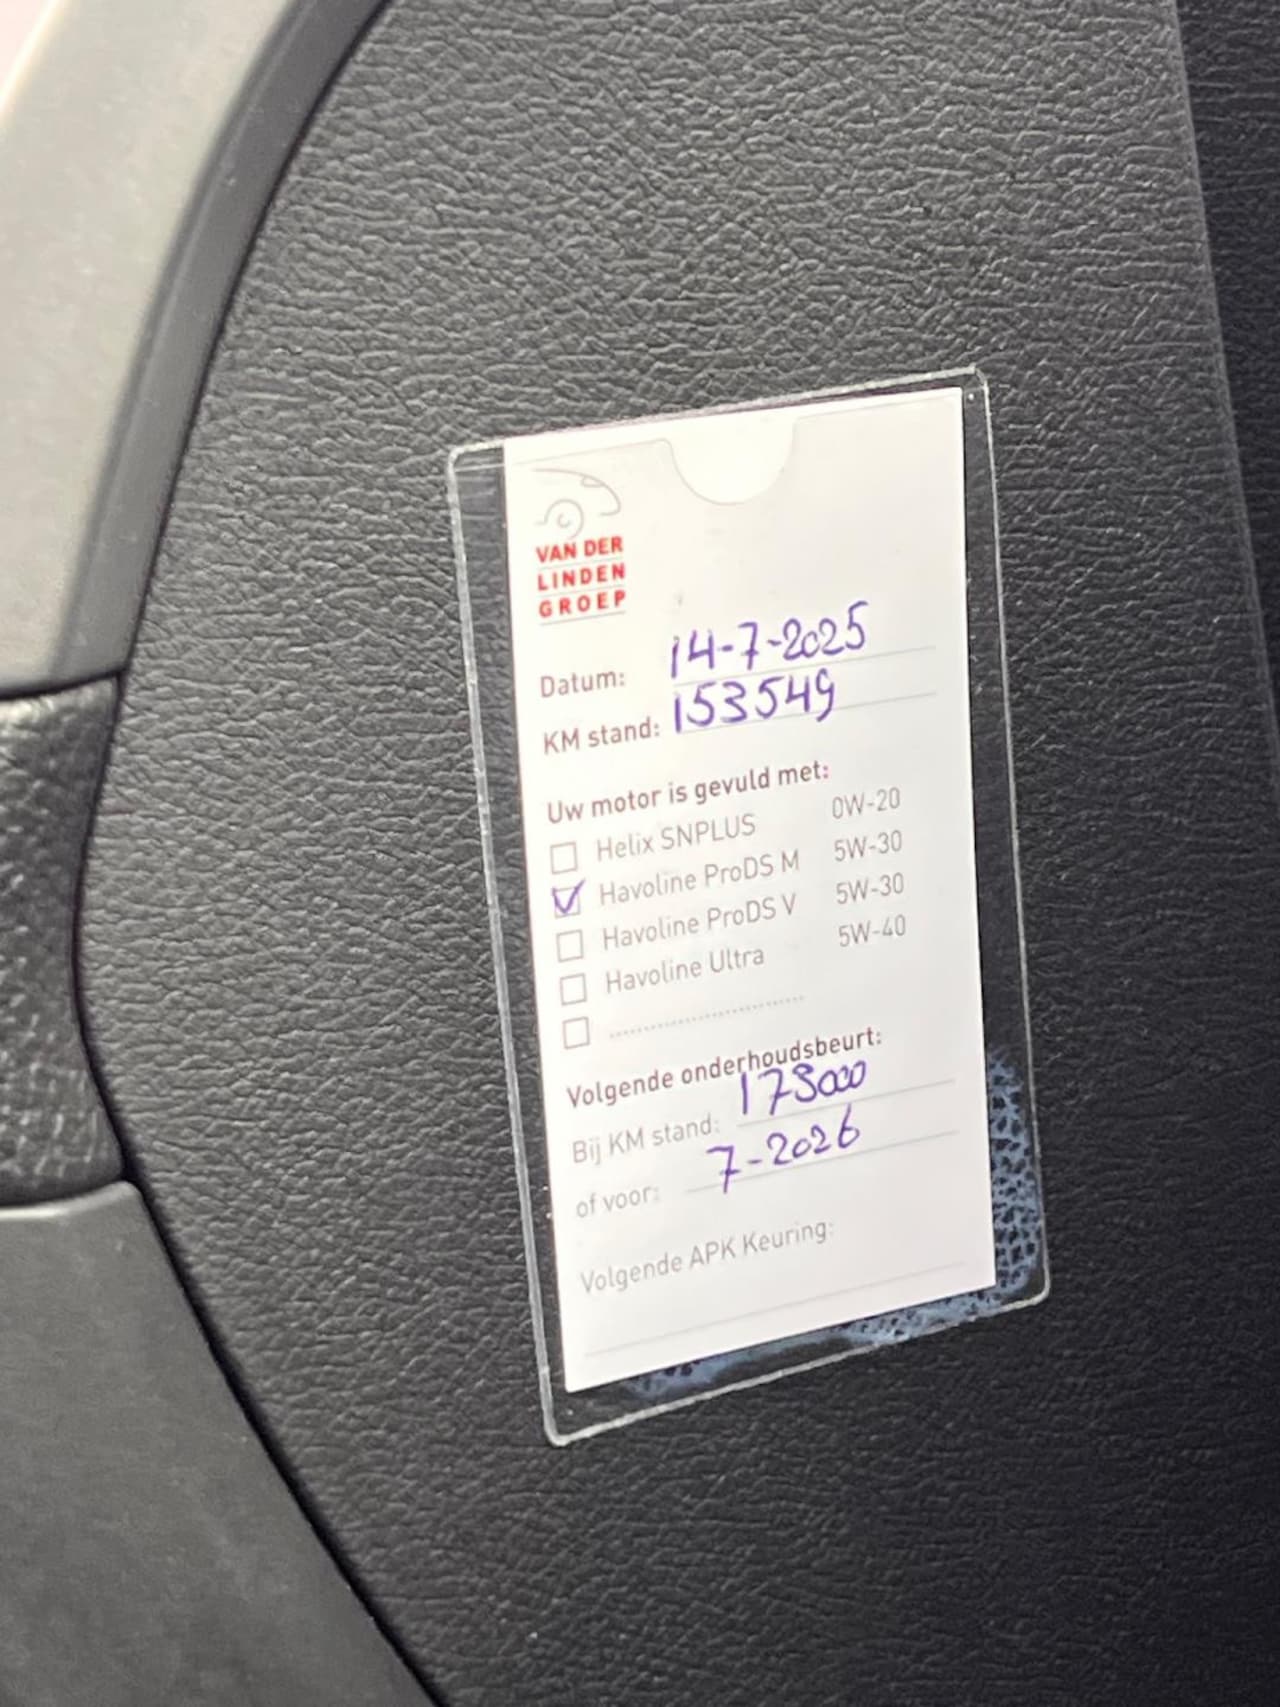 VAN DER
LINDEN
GROEP
Datum: 14-7-2025
KM stand: 153549
Uw motor is gevuld met:
Helix SNPLUS 0W-20
Havoline ProDS M 5W-30
Havoline ProDS V 5W-30
Havoline Ultra 5W-40
Volgende onderhoudsbeurt:
Bij KM stand: 173000
of voor: 7-2026
Volgende APK Keuring: